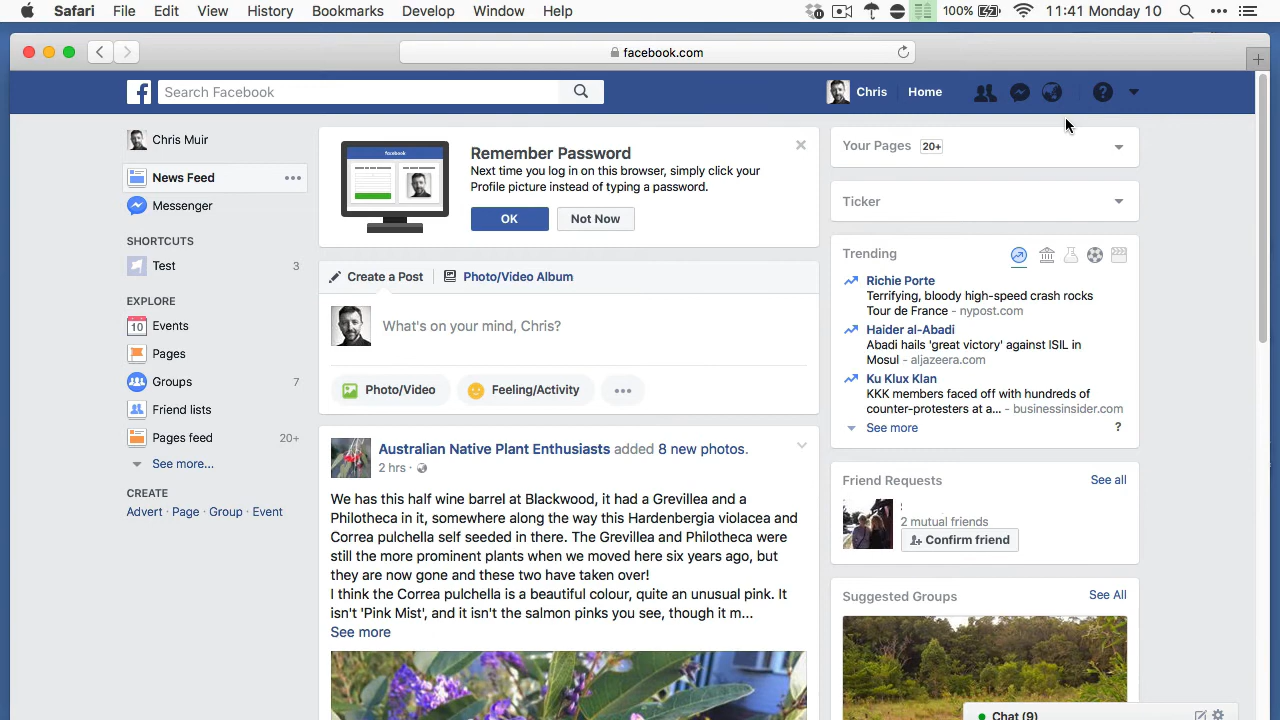 Safari File Edit View History Bookmarks Develop Window Help 100% 11:41 Monday 10
facebook.com
Search Facebook
Chris Home
Chris Muir
News Feed
Messenger
SHORTCUTS
Test 3
EXPLORE
10 Events
Pages
Groups 7
Friend lists
Pages feed 20+
See more...
CREATE
Advert · Page · Group · Event
facebook
Remember Password
Next time you log in on this browser, simply click your
Profile picture instead of typing a password.
OK Not Now
Create a Post Photo/Video Album
What's on your mind, Chris?
Photo/Video Feeling/Activity
Australian Native Plant Enthusiasts added 8 new photos.
2 hrs ·
We has this half wine barrel at Blackwood, it had a Grevillea and a
Philotheca in it, somewhere along the way this Hardenbergia violacea and
Correa pulchella self seeded in there. The Grevillea and Philotheca were
still the more prominent plants when we moved here six years ago, but
they are now gone and these two have taken over!
I think the Correa pulchella is a beautiful colour, quite an unusual pink. It
isn't 'Pink Mist', and it isn't the salmon pinks you see, though it m...
See more
Your Pages 20+
Ticker
Trending
Richie Porte
Terrifying, bloody high-speed crash rocks
Tour de France - nypost.com
Haider al-Abadi
Abadi hails 'great victory' against ISIL in
Mosul - aljazeera.com
Ku Klux Klan
KKK members faced off with hundreds of
counter-protesters at a... - businessinsider.com
See more ?
Friend Requests See all
2 mutual friends
Confirm friend
Suggested Groups See All
Chat (9)